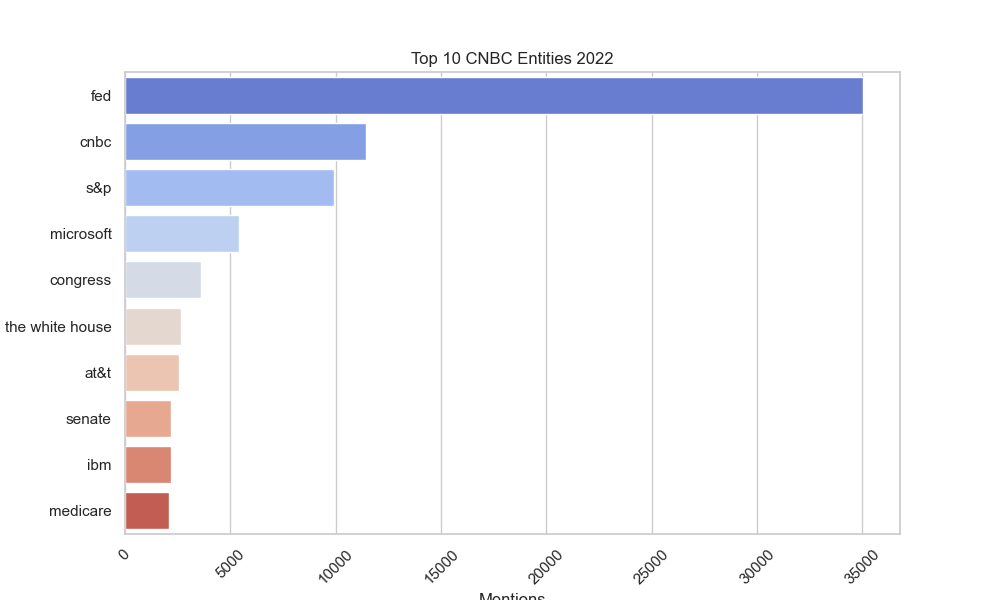 Top 10 CNBC Entities 2022
fed
cnbc
s&p
microsoft
congress
the white house
at&t
senate
ibm
medicare
0
5000
10000
15000
20000
25000
30000
35000
Mentions